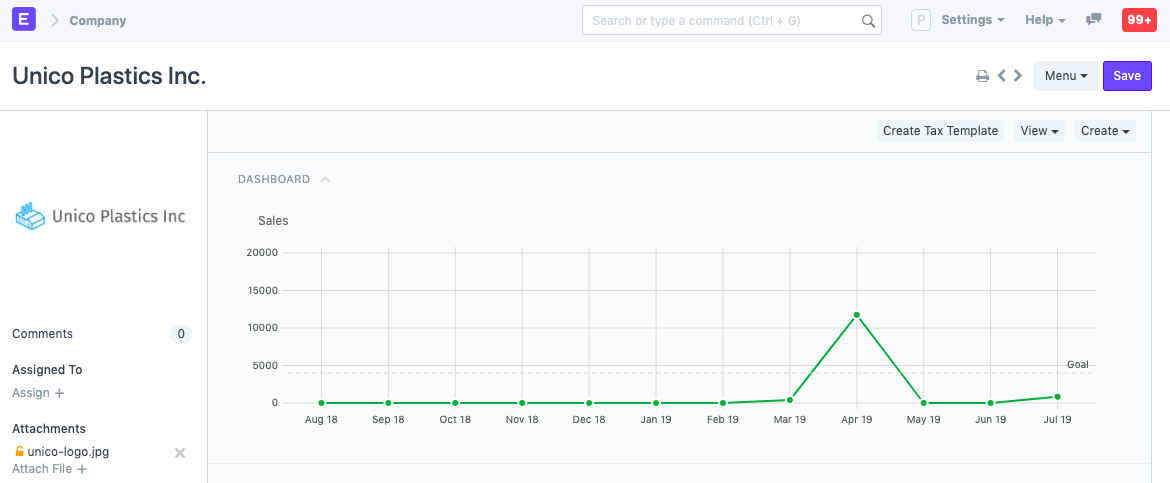 E Company Search or type a command (Ctrl + G) P Settings Help 99+
Unico Plastics Inc. Menu Save
Create Tax Template View Create
DASHBOARD
Unico Plastics Inc
Sales
20000
15000
10000
5000
Goal
0
Aug 18 Sep 18 Oct 18 Nov 18 Dec 18 Jan 19 Feb 19 Mar 19 Apr 19 May 19 Jun 19 Jul 19
Comments 0
Assigned To
Assign +
Attachments
unico-logo.jpg
Attach File +